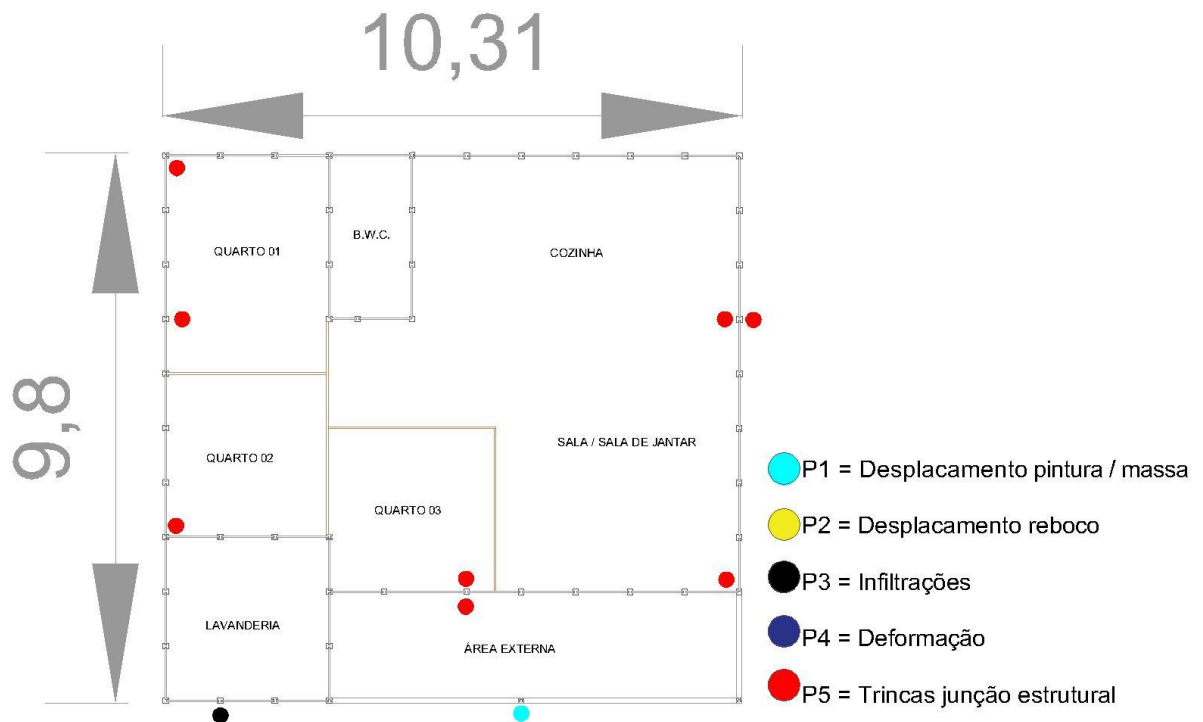 10,31
9,8
QUARTO 01
B.W.C.
COZINHA
QUARTO 02
SALA / SALA DE JANTAR
QUARTO 03
LAVANDERIA
ÁREA EXTERNA
P1 = Desplacamento pintura / massa
P2 = Desplacamento reboco
P3 = Infiltrações
P4 = Deformação
P5 = Trincas junção estrutural